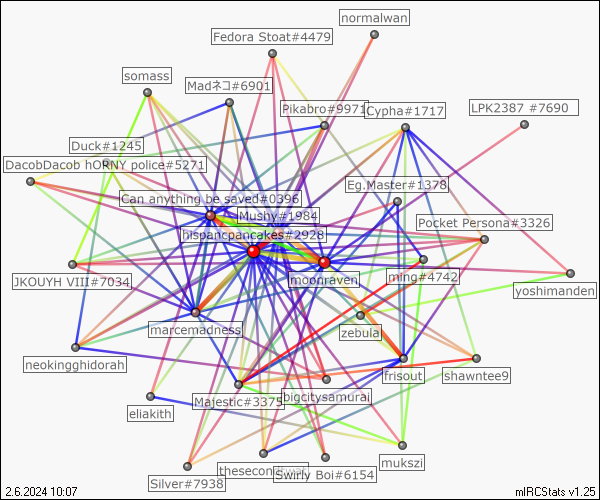 normalwan
Fedora Stoat#4479
somass
Madネコ#6901
Pikabro#9971
Cypha#1717
LPK2387 #7690
Duck#1245
DacobDacob hORNY police#5271
Eg.Master#1378
Can anything be saved#0396
Mushy#1984
Pocket Persona#3326
hispancpancakes#2928
JKOUYH VIII#7034
moonraven
ming#4742
yoshimanden
marcemadness
zebula
neokingghidorah
frisout
shawntee9
Majestic#3375
bigcitysamurai
eliakith
mukszi
Silver#7938
Swirly Boi#6154
2.6.2024 10:07
mIRCStats v1.25